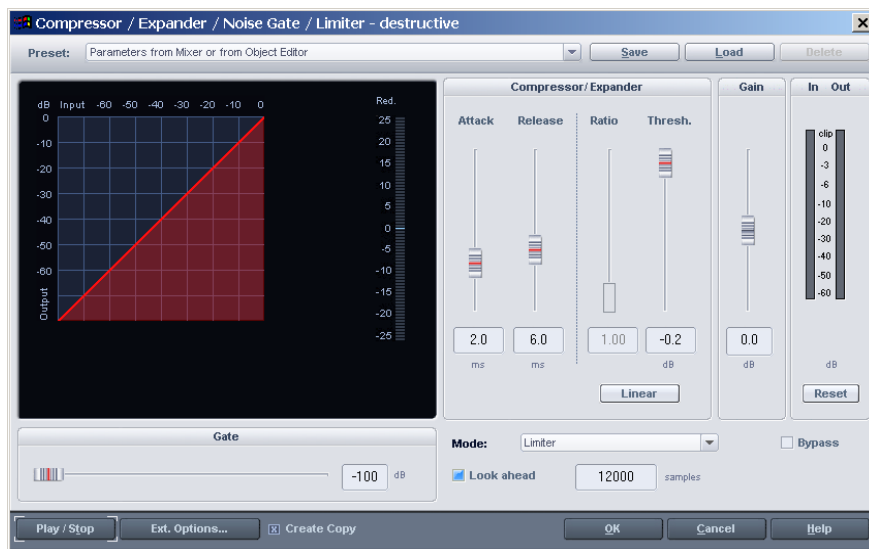 Compressor / Expander / Noise Gate / Limiter - destructive
Preset: Parameters from Mixer or from Object Editor Save Load Delete
Compressor/Expander Gain In Out
dB Input -60 -50 -40 -30 -20 -10 0 Red.
0
-10
-20
-30
-40
-50
-60
Output
25
20
15
10
5
0
-5
-10
-15
-20
-25
Attack Release Ratio Thresh.
clip
0
-3
-6
-10
-20
-30
-40
-50
-60
2.0 6.0 1.00 -0.2 0.0
ms ms dB dB dB
Linear Reset
Gate
-100 dB
Mode: Limiter Bypass
Look ahead 12000 samples
Play / Stop Ext. Options... Create Copy OK Cancel Help